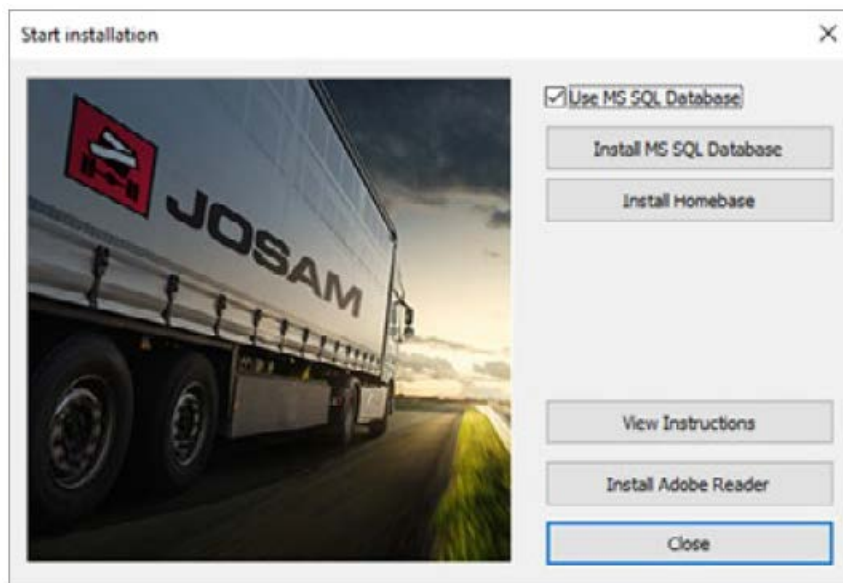 Start installation
JOSAM
Use MS SQL Database
Install MS SQL Database
Install Homebase
View Instructions
Install Adobe Reader
Close